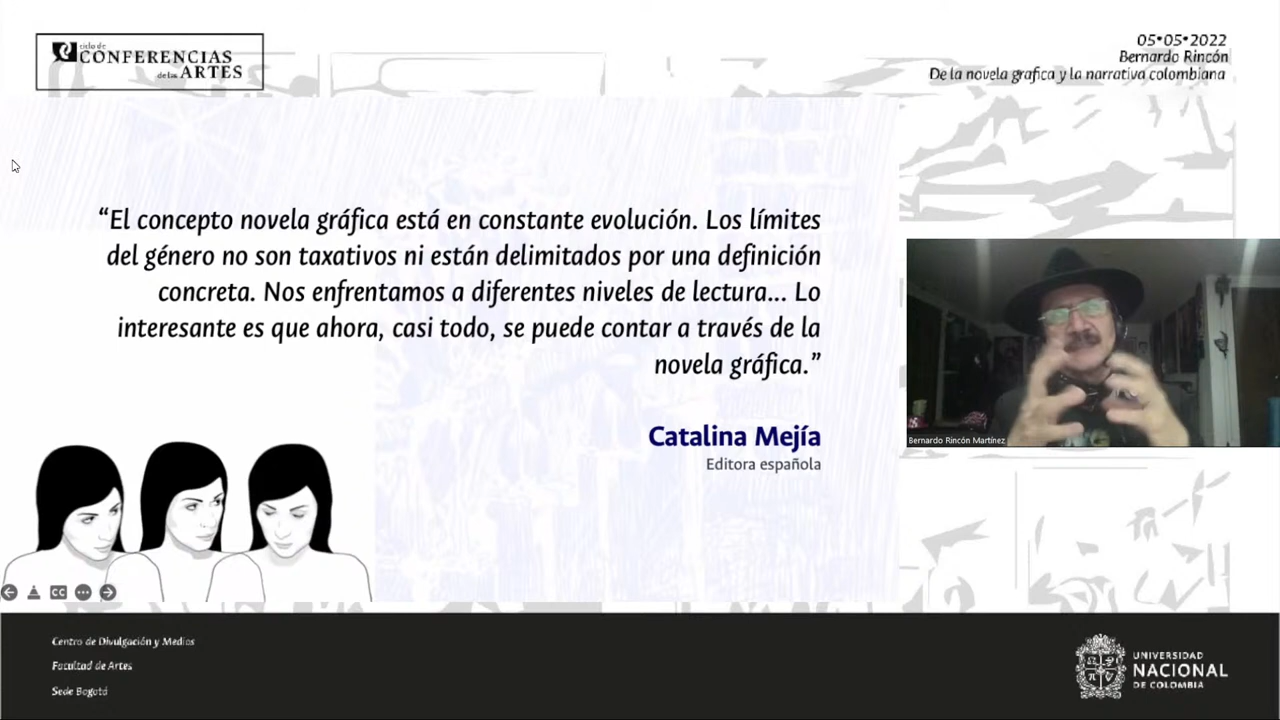 ciclo de
CONFERENCIAS
de las ARTES
05•05•2022
Bernardo Rincón
De la novela grafica y la narrativa colombiana
“El concepto novela gráfica está en constante evolución. Los límites
del género no son taxativos ni están delimitados por una definición
concreta. Nos enfrentamos a diferentes niveles de lectura... Lo
interesante es que ahora, casi todo, se puede contar a través de la
novela gráfica.”
Catalina Mejía
Editora española
Bernardo Rincón Martínez
CC
Centro de Divulgación y Medios
Facultad de Artes
Sede Bogotá
UNIVERSIDAD
NACIONAL
DE COLOMBIA